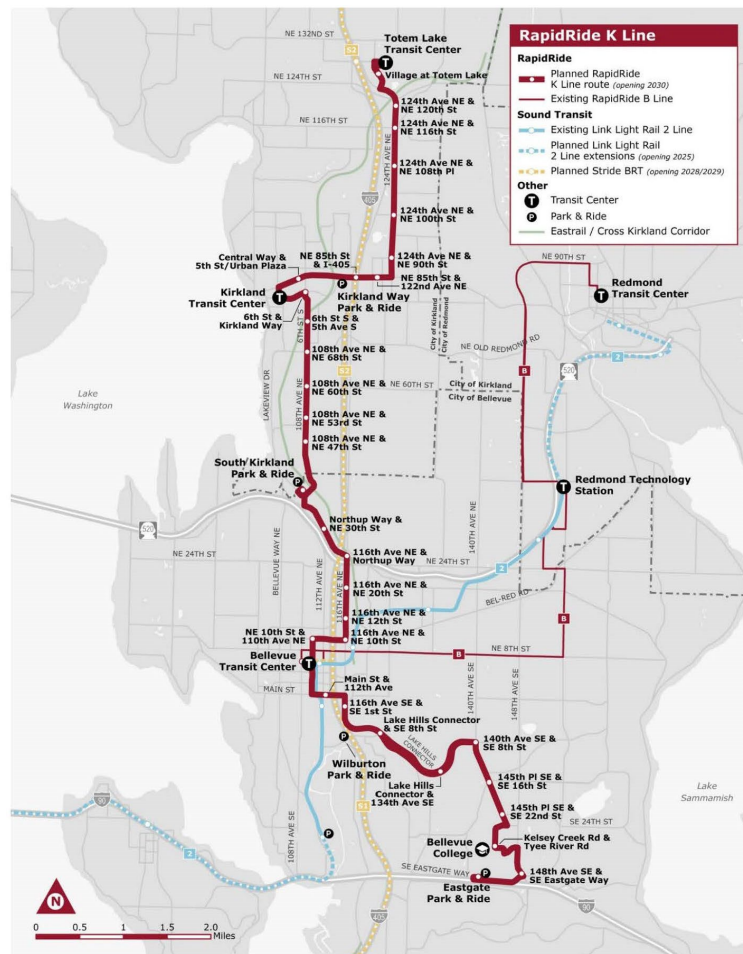 RapidRide K Line
RapidRide
Planned RapidRide
K Line route (opening 2030)
Existing RapidRide B Line
Sound Transit
Existing Link Light Rail 2 Line
Planned Link Light Rail
2 Line extensions (opening 2025)
Planned Stride BRT (opening 2028/2029)
Other
T Transit Center
P Park & Ride
Eastrail / Cross Kirkland Corridor
NE 132ND ST
S2
Totem Lake
Transit Center
T
Village at Totem Lake
NE 124TH ST
124th Ave NE &
NE 120th St
NE 116TH ST
124th Ave NE &
NE 116th St
124TH AVE NE
124th Ave NE &
NE 108th Pl
405
124th Ave NE &
NE 100th St
Central Way &
5th St/Urban Plaza
NE 85th St
& I-405
124th Ave NE &
NE 90th St
NE 85th St &
122nd Ave NE
NE 90TH ST
Redmond
Transit Center
T
Kirkland
Transit Center
T
P
Kirkland Way
Park & Ride
6th St &
Kirkland Way
6TH ST S
6th St S &
5th Ave S
City of Kirkland
City of Redmond
NE OLD REDMOND RD
108th Ave NE &
NE 68th St
B
520
2
S2
Lake
Washington
LAKEVIEW DR
108TH AVE NE
108th Ave NE &
NE 60th St
NE 60TH ST
City of Kirkland
City of Bellevue
108th Ave NE &
NE 53rd St
108th Ave NE &
NE 47th St
South Kirkland
Park & Ride
P
T
Redmond Technology
Station
520
Northup Way &
NE 30th St
140TH AVE NE
NE 24TH ST
BELLEVUE WAY NE
112TH AVE NE
116TH AVE NE
116th Ave NE &
Northup Way
NE 24TH ST
2
116th Ave NE &
NE 20th St
BEL-RED RD
116th Ave NE &
NE 12th St
B
NE 10th St &
110th Ave NE
116th Ave NE &
NE 10th St
NE 8TH ST
B
Bellevue
Transit Center
T
MAIN ST
Main St &
112th Ave
140TH AVE SE
148TH AVE SE
116th Ave SE &
SE 1st St
Lake Hills Connector
& SE 8th St
P
LAKE HILLS
CONNECTOR
140th Ave SE &
SE 8th St
Wilburton
Park & Ride
Lake Hills
Connector &
134th Ave SE
145th Pl SE &
SE 16th St
Lake
Sammamish
90
S1
145th Pl SE &
SE 22nd St
SE 24TH ST
108TH AVE SE
P
2
Bellevue
College
Kelsey Creek Rd &
Tyee River Rd
SE EASTGATE WAY
P
148th Ave SE &
SE Eastgate Way
Eastgate
Park & Ride
90
405
N
0 0.5 1 1.5 2.0
Miles